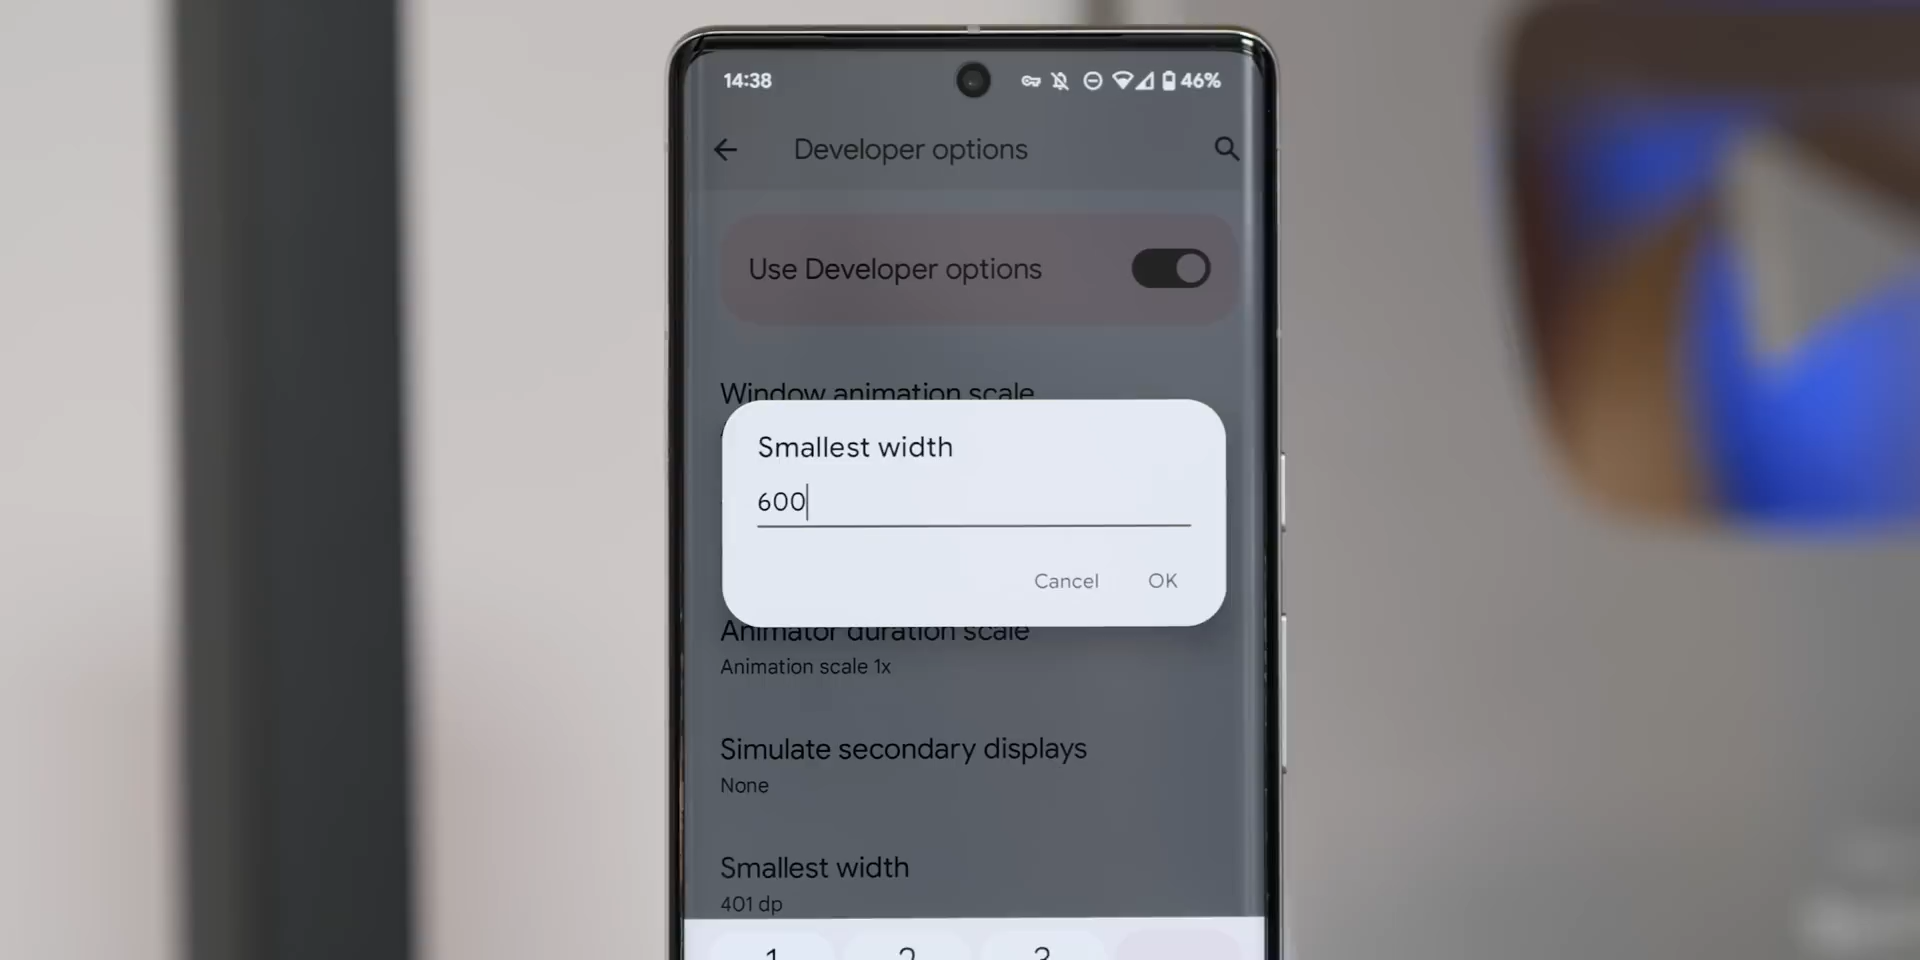 14:38
46%
Developer options
Use Developer options
Window animation scale
Smallest width
600
Cancel
OK
Animator duration scale
Animation scale 1x
Simulate secondary displays
None
Smallest width
401 dp
1
2
3